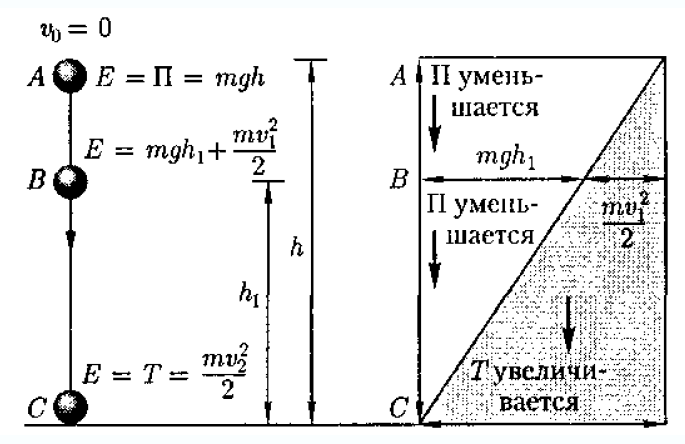 v₀ = 0
A E = П = mgh
E = mgh₁ + mv₁²/2
B
h
h₁
E = T = mv₂²/2
C
A П умень-
шается
mgh₁
B
mv₁²/2
П умень-
шается
T увеличи-
вается
C